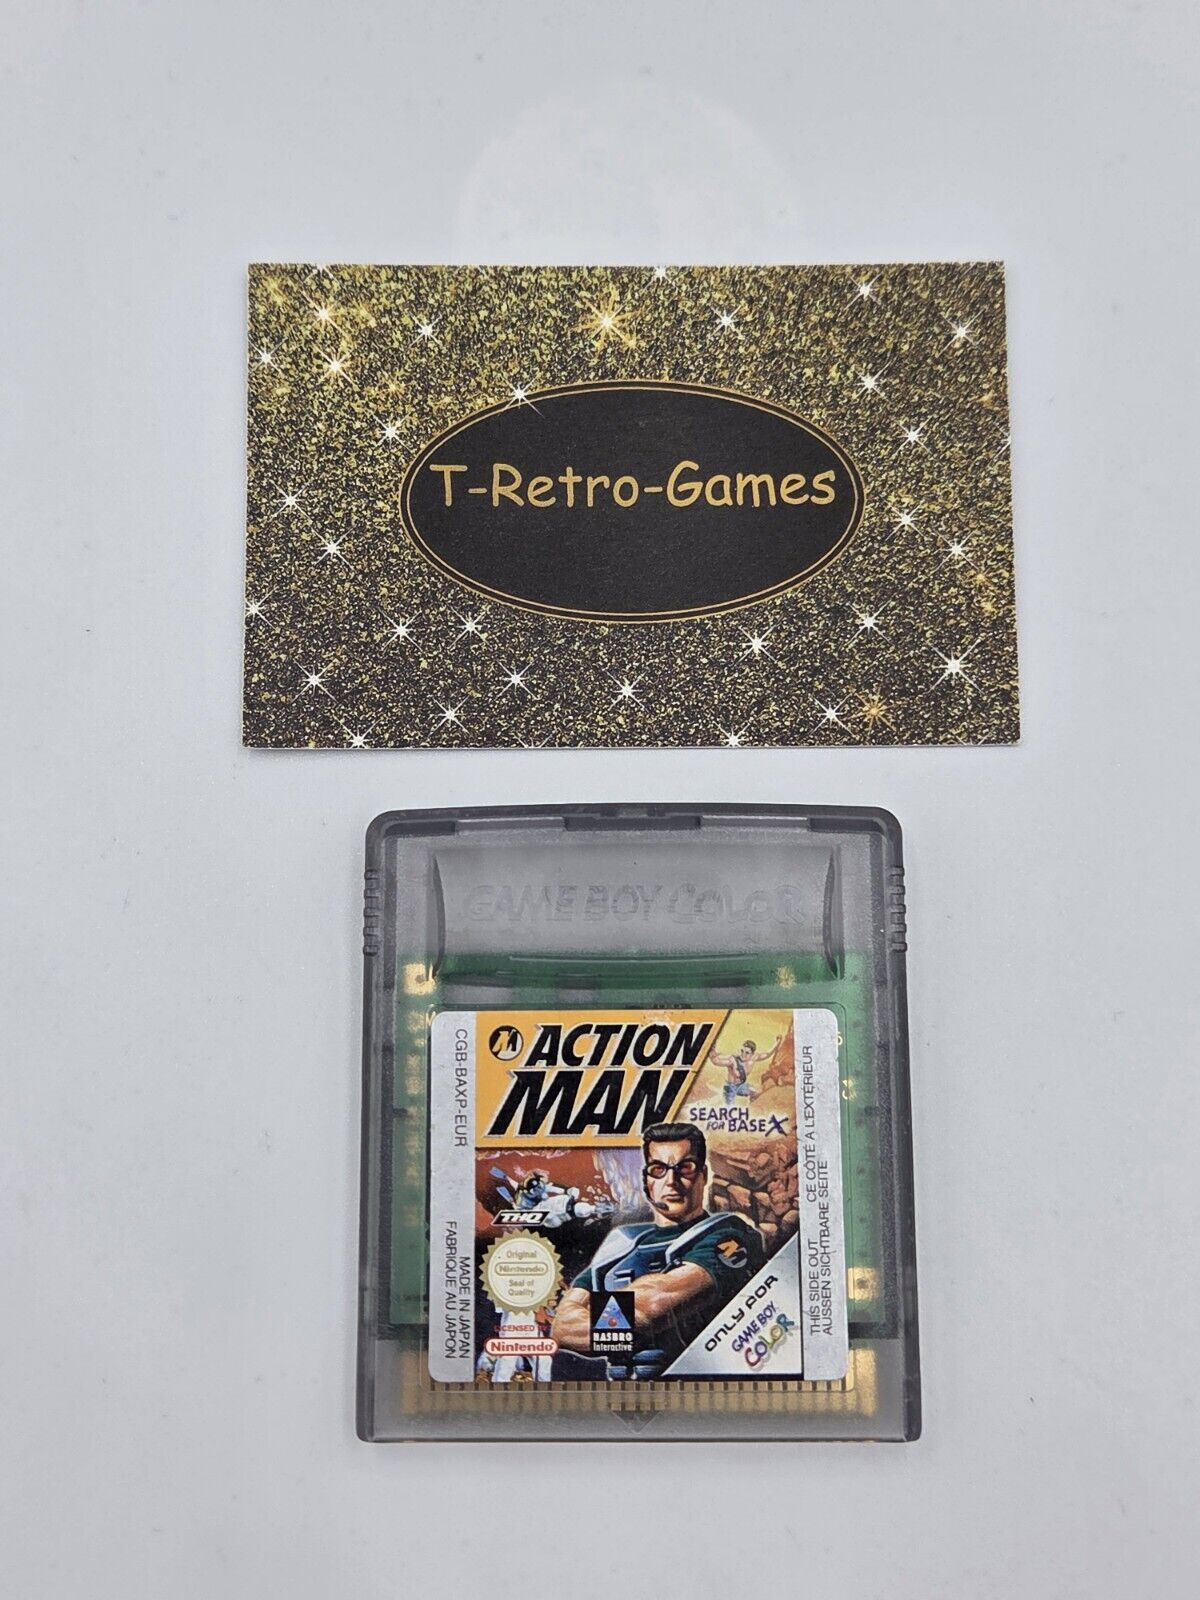 T-Retro-Games
GAME BOY COLOR
CGB-BAXP-EUR
MADE IN JAPAN
FABRIQUE AU JAPON
ACTION
MAN
SEARCH
FOR BASE X
THQ
Original
Nintendo
Seal of
Quality
LICENSED BY
Nintendo
HASBRO
Interactive
ONLY FOR
GAME BOY
COLOR
THIS SIDE OUT CE CÔTÉ À L'EXTÉRIEUR
AUSSEN SICHTBARE SEITE